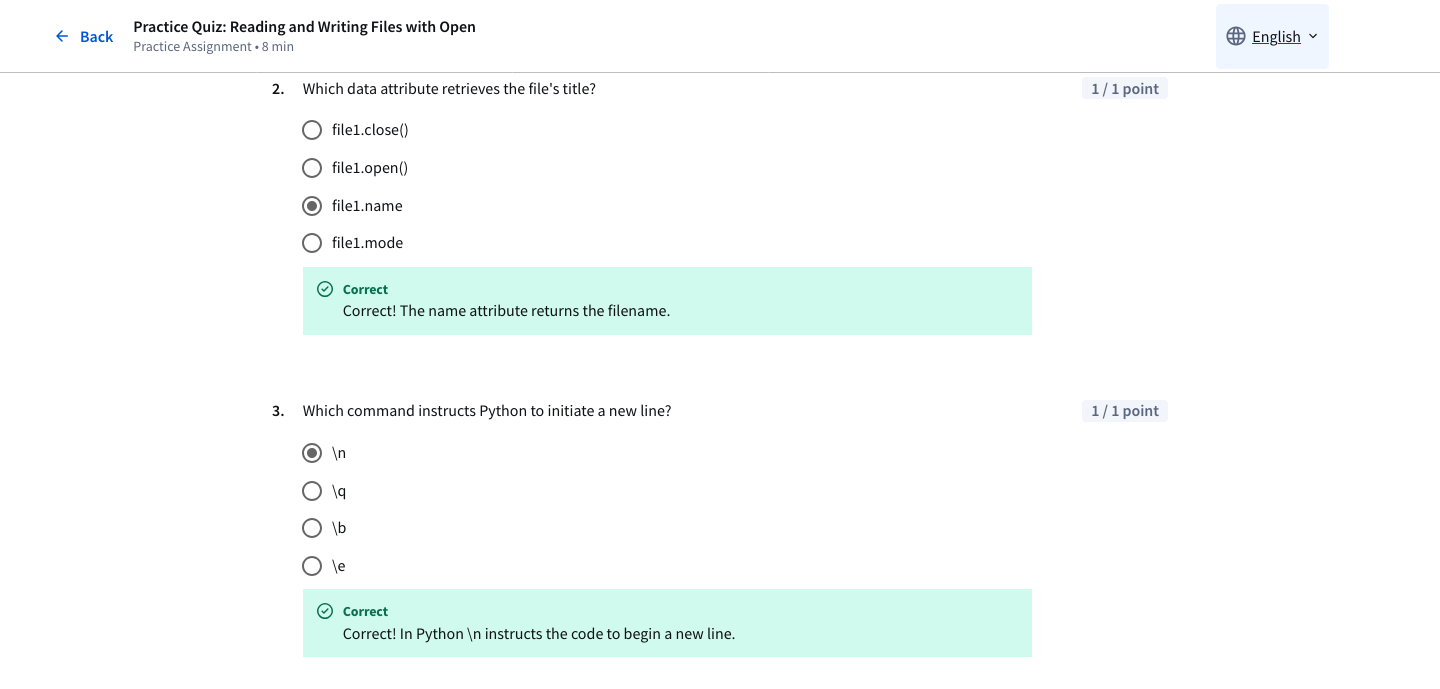 Back
Practice Quiz: Reading and Writing Files with Open
Practice Assignment • 8 min
English
2. Which data attribute retrieves the file's title?
1 / 1 point
file1.close()
file1.open()
file1.name
file1.mode
Correct
Correct! The name attribute returns the filename.
3. Which command instructs Python to initiate a new line?
1 / 1 point
\n
\q
\b
\e
Correct
Correct! In Python \n instructs the code to begin a new line.